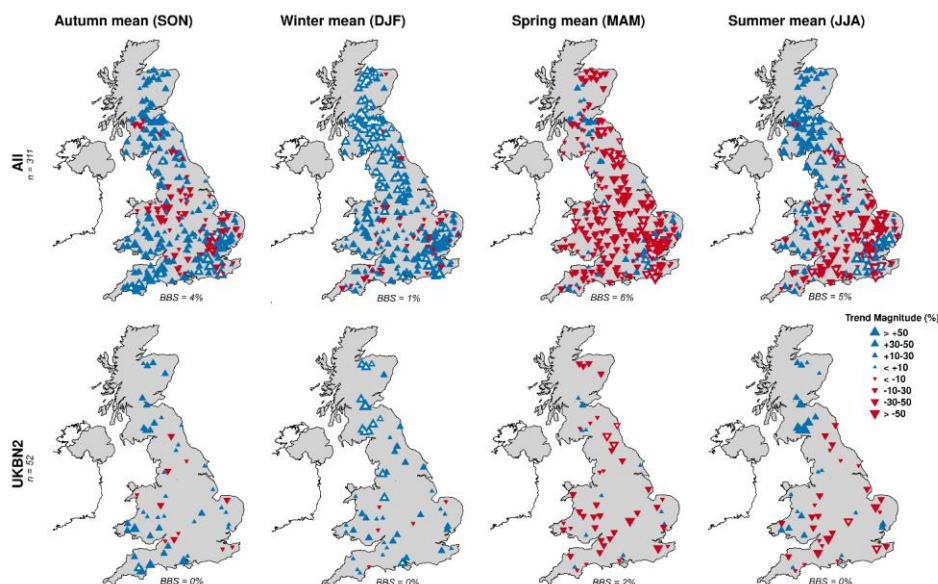 Autumn mean (SON)
Winter mean (DJF)
Spring mean (MAM)
Summer mean (JJA)
All
n = 311
BBS = 4%
BBS = 1%
BBS = 6%
BBS = 5%
Trend Magnitude (%)
> +50
+30-50
+10-30
< +10
< -10
-10-30
-30-50
> -50
UKBN2
n = 52
BBS = 0%
BBS = 0%
BBS = 2%
BBS = 0%